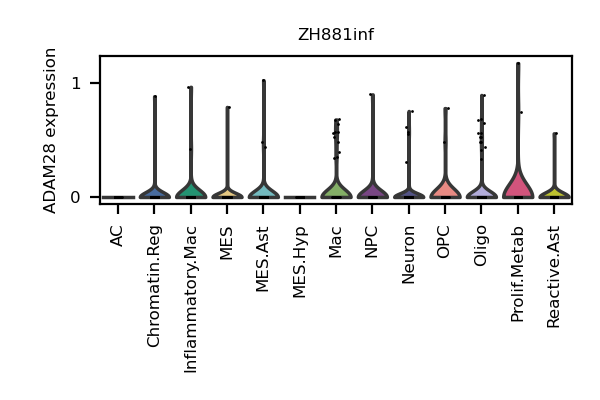 ZH881inf
ADAM28 expression
1
0
AC
Chromatin.Reg
Inflammatory.Mac
MES
MES.Ast
MES.Hyp
Mac
NPC
Neuron
OPC
Oligo
Prolif.Metab
Reactive.Ast